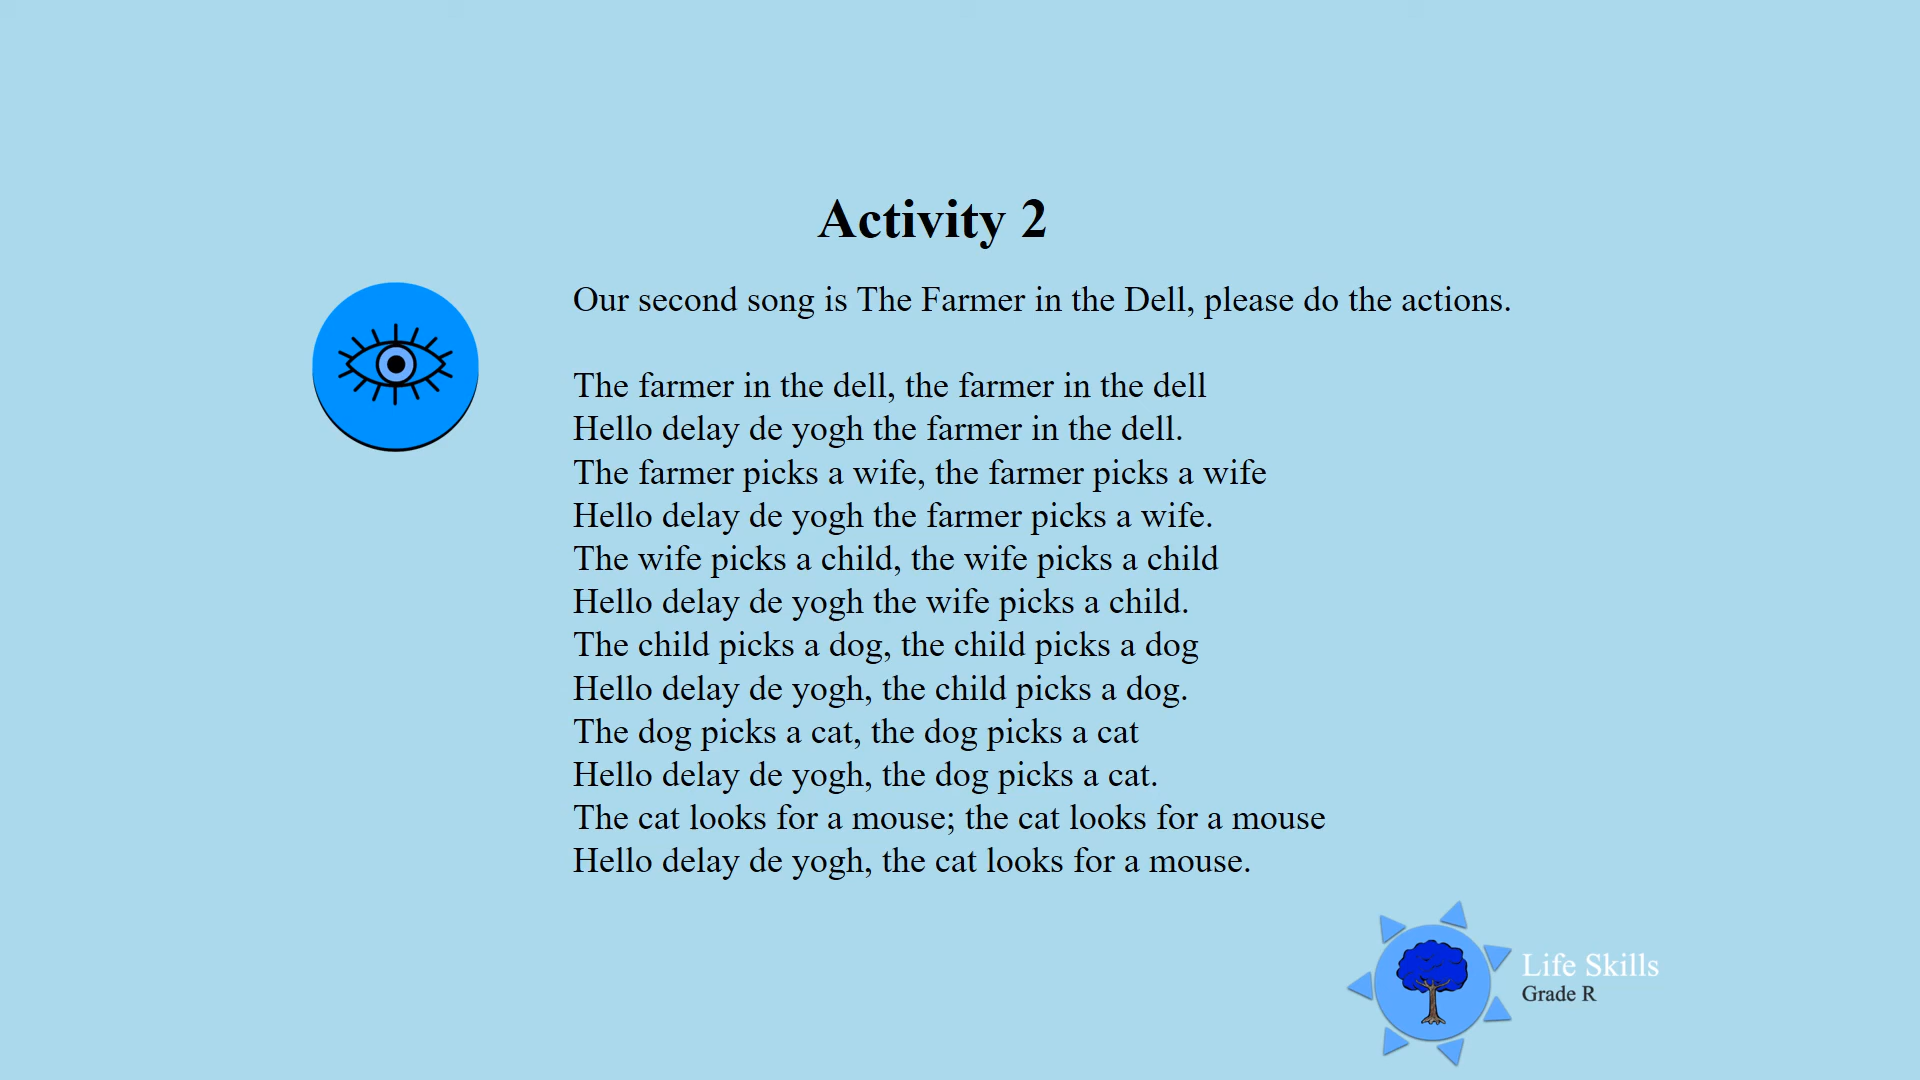 Activity 2
Our second song is The Farmer in the Dell, please do the actions.
The farmer in the dell, the farmer in the dell
Hello delay de yogh the farmer in the dell.
The farmer picks a wife, the farmer picks a wife
Hello delay de yogh the farmer picks a wife.
The wife picks a child, the wife picks a child
Hello delay de yogh the wife picks a child.
The child picks a dog, the child picks a dog
Hello delay de yogh, the child picks a dog.
The dog picks a cat, the dog picks a cat
Hello delay de yogh, the dog picks a cat.
The cat looks for a mouse; the cat looks for a mouse
Hello delay de yogh, the cat looks for a mouse.
Life Skills
Grade R